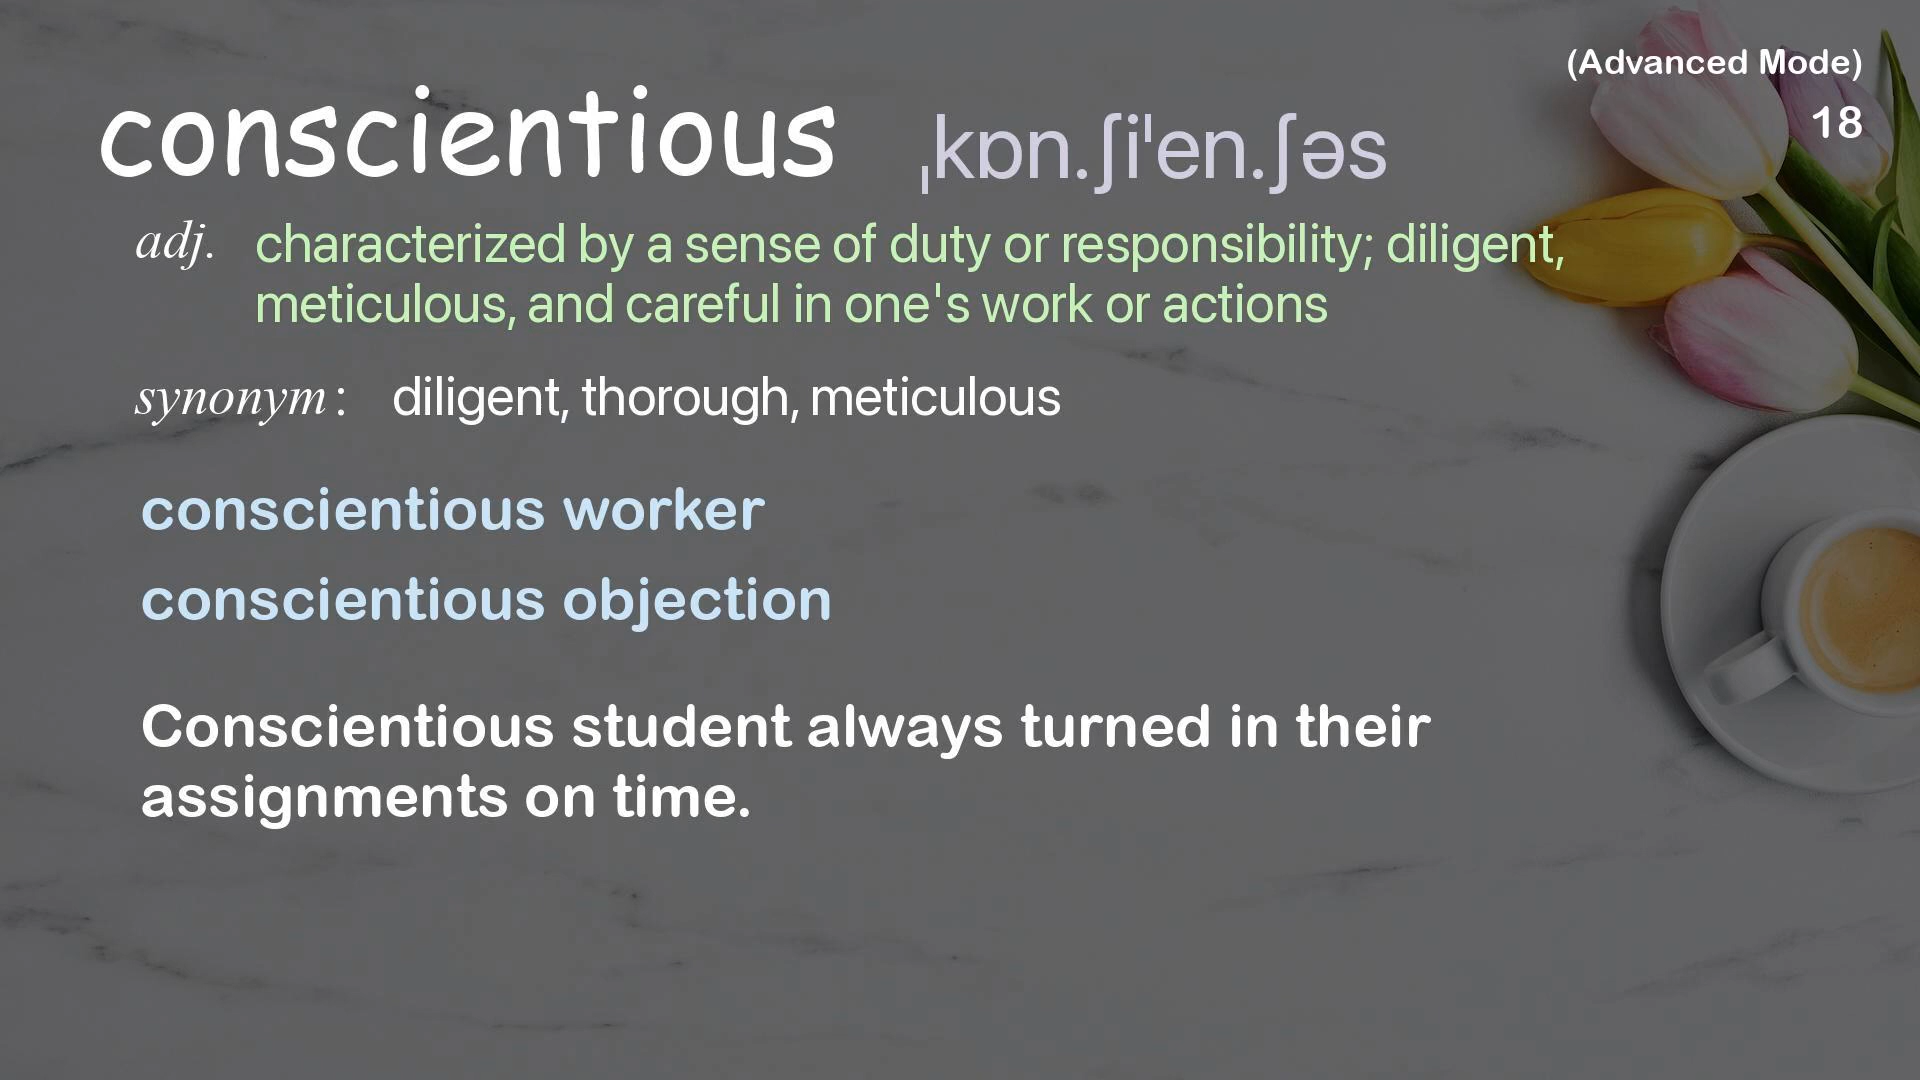 (Advanced Mode)
18
conscientious ˌkɒn.ʃiˈen.ʃəs
adj. characterized by a sense of duty or responsibility; diligent,
meticulous, and careful in one's work or actions
synonym: diligent, thorough, meticulous
conscientious worker
conscientious objection
Conscientious student always turned in their
assignments on time.